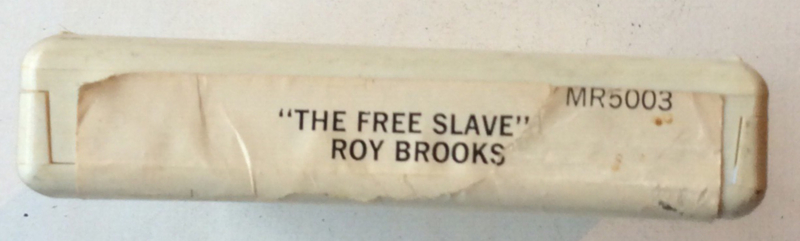 MR5003
"THE FREE SLAVE"
ROY BROOKS